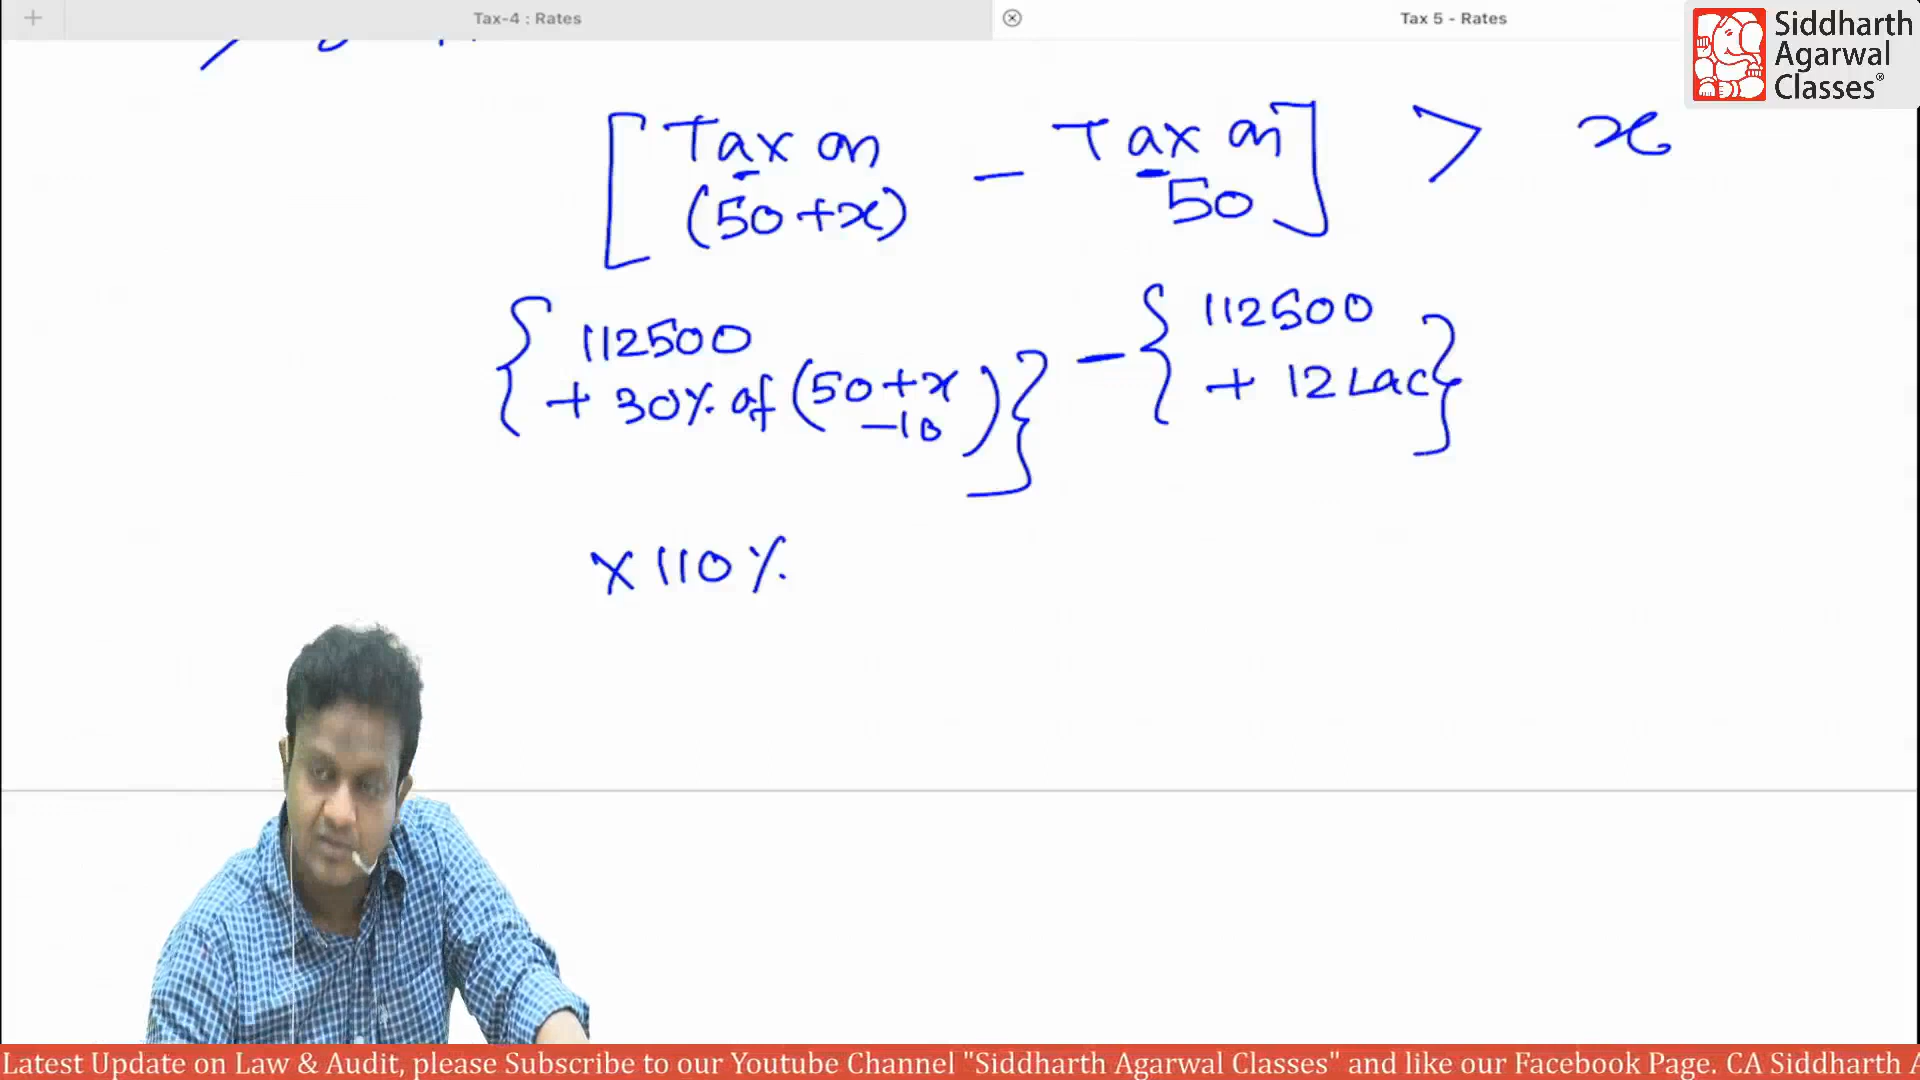 Tax-4 : Rates
Tax 5 - Rates
Siddharth
Agarwal
Classes®
[Tax on (50+x) – Tax on 50] > x
{112500 + 30% of (50+x –10)} – {112500 + 12 Lac}
x 110%
Latest Update on Law & Audit, please Subscribe to our Youtube Channel "Siddharth Agarwal Classes" and like our Facebook Page. CA Siddharth